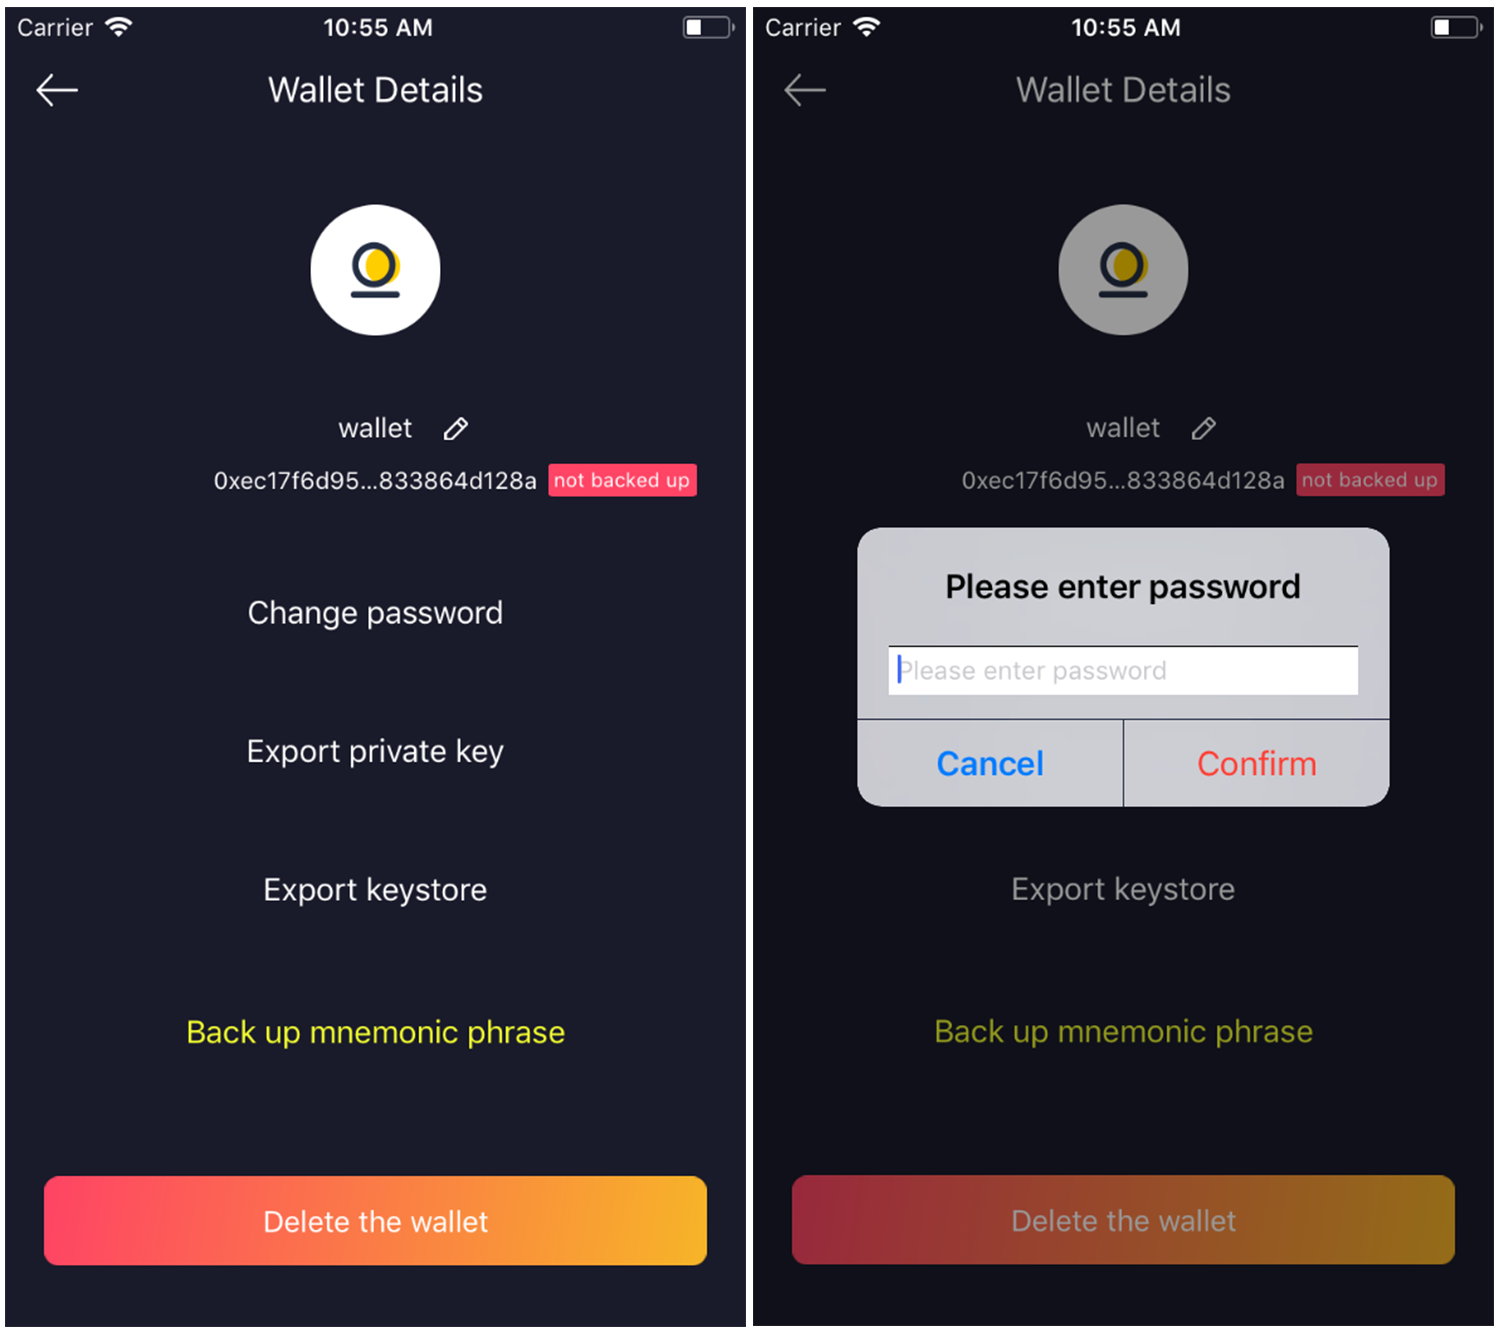 Carrier 10:55 AM
Wallet Details
wallet
0xec17f6d95...833864d128a not backed up
Change password
Export private key
Export keystore
Back up mnemonic phrase
Delete the wallet
Carrier 10:55 AM
Wallet Details
wallet
0xec17f6d95...833864d128a not backed up
Please enter password
Please enter password
Cancel Confirm
Export keystore
Back up mnemonic phrase
Delete the wallet